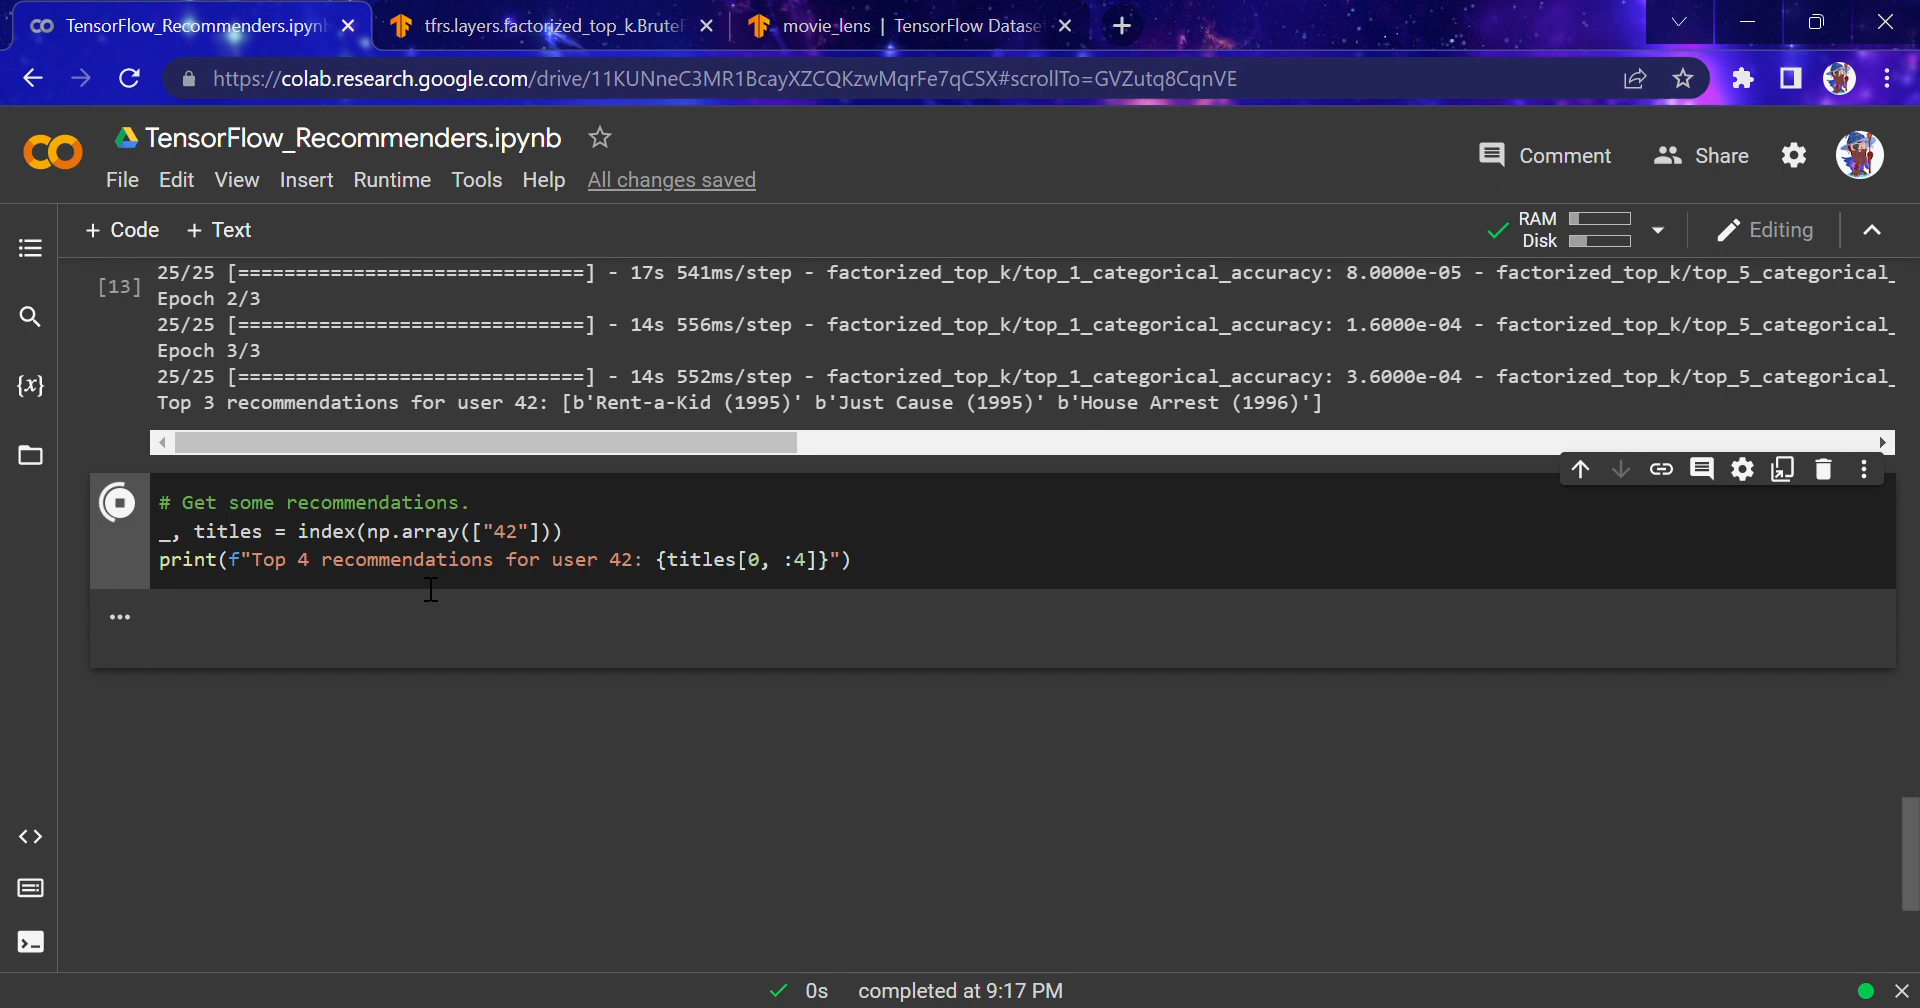 TensorFlow_Recommenders.ipyn
tfrs.layers.factorized_top_k.Brute
movie_lens | TensorFlow Datase
https://colab.research.google.com/drive/11KUNneC3MR1BcayXZCQKzwMqrFe7qCSX#scrollTo=GVZutq8CqnVE
TensorFlow_Recommenders.ipynb
Comment
Share
File Edit View Insert Runtime Tools Help All changes saved
+ Code + Text
RAM
Disk
Editing
[13]
25/25 [==============================] - 17s 541ms/step - factorized_top_k/top_1_categorical_accuracy: 8.0000e-05 - factorized_top_k/top_5_categorical_
Epoch 2/3
25/25 [==============================] - 14s 556ms/step - factorized_top_k/top_1_categorical_accuracy: 1.6000e-04 - factorized_top_k/top_5_categorical_
Epoch 3/3
25/25 [==============================] - 14s 552ms/step - factorized_top_k/top_1_categorical_accuracy: 3.6000e-04 - factorized_top_k/top_5_categorical_
Top 3 recommendations for user 42: [b'Rent-a-Kid (1995)' b'Just Cause (1995)' b'House Arrest (1996)']
# Get some recommendations.
_, titles = index(np.array(["42"]))
print(f"Top 4 recommendations for user 42: {titles[0, :4]}")
0s completed at 9:17 PM